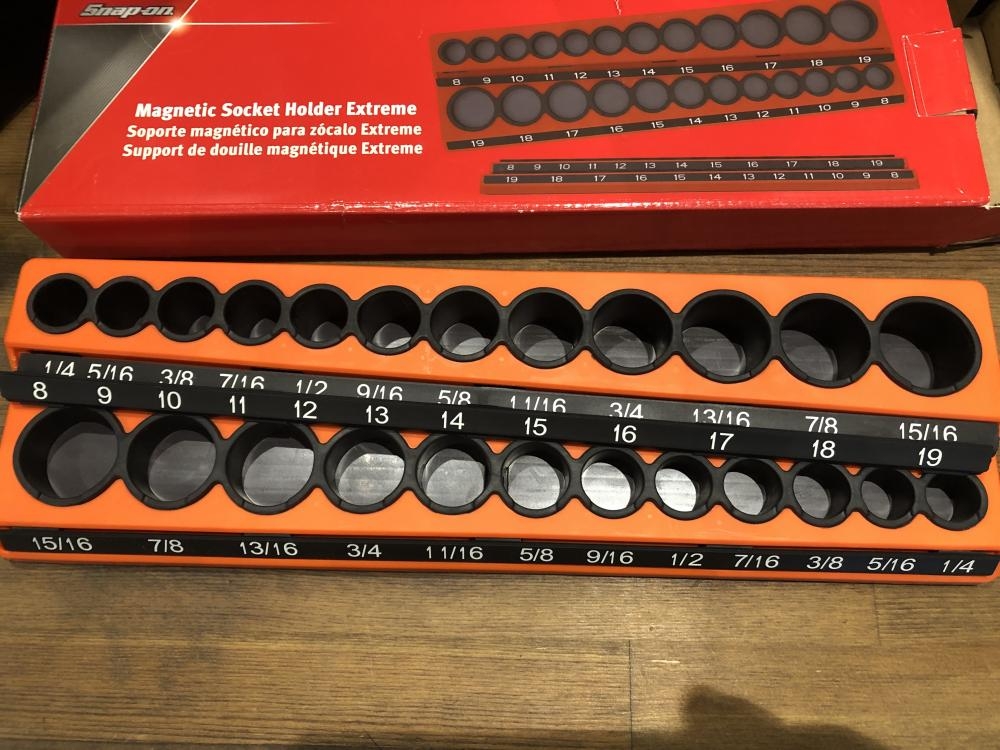 Snap-on
Magnetic Socket Holder Extreme
Soporte magnético para zócalo Extreme
Support de douille magnétique Extreme
8 9 10 11 12 13 14 15 16 17 18 19
19 18 17 16 15 14 13 12 11 10 9 8
8 9 10 11 12 13 14 15 16 17 18 19
19 18 17 16 15 14 13 12 11 10 9 8
1/4 5/16 3/8 7/16 1/2 9/16 5/8 11/16 3/4 13/16 7/8 15/16
8 9 10 11 12 13 14 15 16 17 18 19
15/16 7/8 13/16 3/4 11/16 5/8 9/16 1/2 7/16 3/8 5/16 1/4